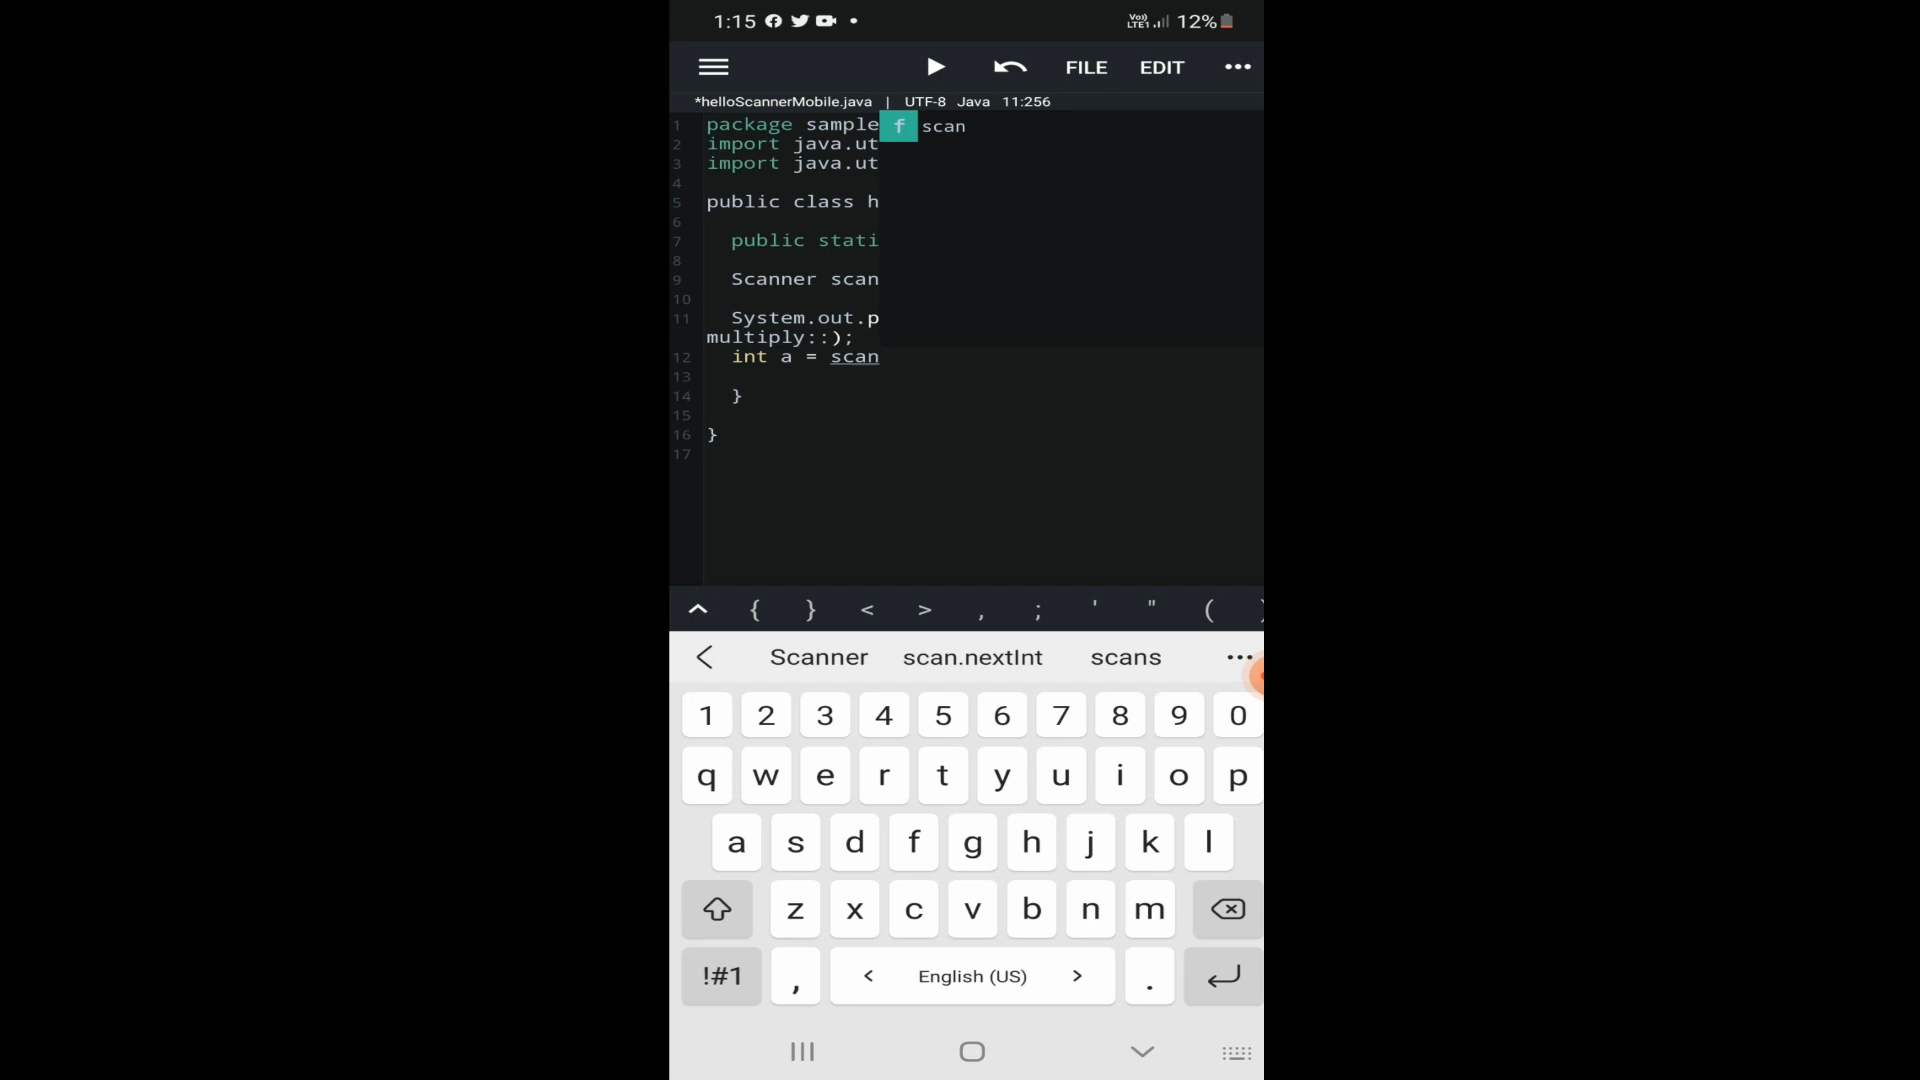 1:15 Vo)) LTE1 12%
FILE EDIT
*helloScannerMobile.java | UTF-8 Java 11:256
1 package sample f scan
2 import java.ut
3 import java.ut
4
5 public class h
6
7 public stati
8
9 Scanner scan
10
11 System.out.p
multiply::);
12 int a = scan
13
14 }
15
16 }
17
{ } < > , ; ' " ( )
Scanner scan.nextInt scans
1 2 3 4 5 6 7 8 9 0
q w e r t y u i o p
a s d f g h j k l
z x c v b n m
!#1 , < English (US) > .